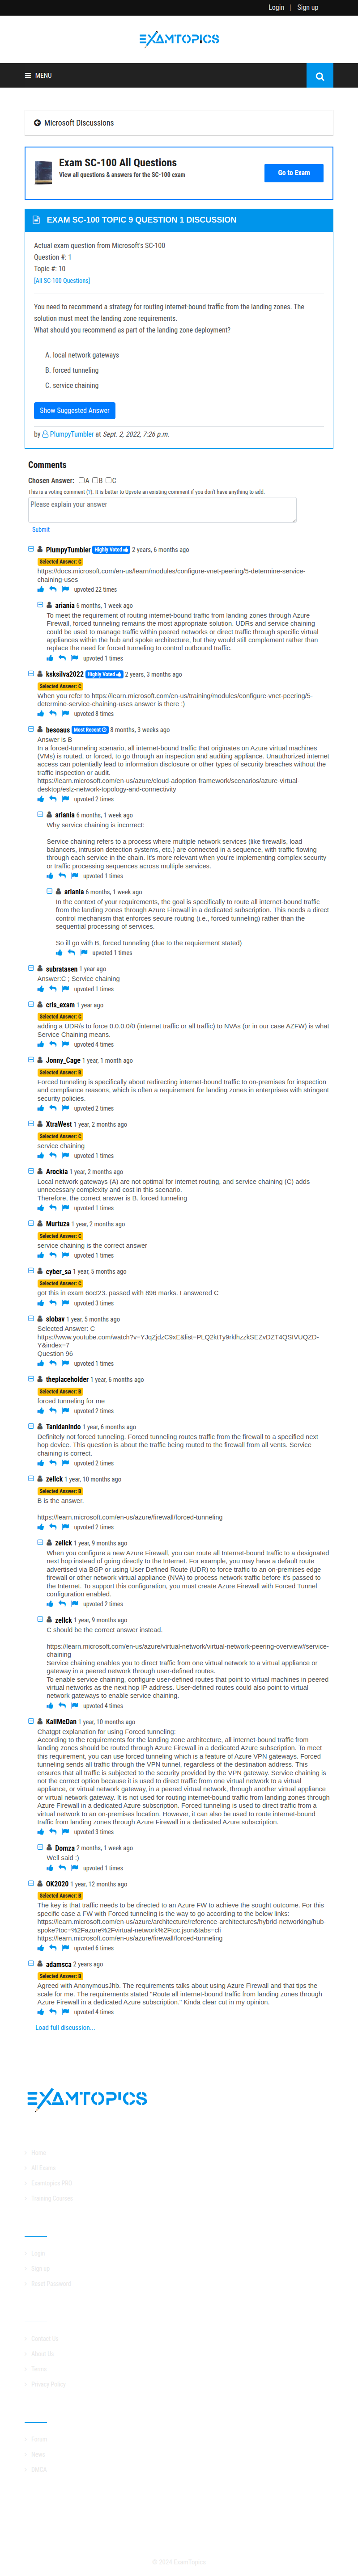 Login | Sign up
EXAMTOPICS
MENU
Microsoft Discussions
Exam SC-100 All Questions
View all questions & answers for the SC-100 exam
Go to Exam
EXAM SC-100 TOPIC 9 QUESTION 1 DISCUSSION
Actual exam question from Microsoft's SC-100
Question #: 1
Topic #: 10
[All SC-100 Questions]
You need to recommend a strategy for routing internet-bound traffic from the landing zones. The
solution must meet the landing zone requirements.
What should you recommend as part of the landing zone deployment?
A. local network gateways
B. forced tunneling
C. service chaining
Show Suggested Answer
by PlumpyTumbler at Sept. 2, 2022, 7:26 p.m.
Comments
Chosen Answer: A B C
This is a voting comment (?). It is better to Upvote an existing comment if you don't have anything to add.
Please explain your answer
Submit
PlumpyTumbler Highly Voted 2 years, 6 months ago
Selected Answer: C
https://docs.microsoft.com/en-us/learn/modules/configure-vnet-peering/5-determine-service-
chaining-uses
upvoted 22 times
ariania 6 months, 1 week ago
To meet the requirement of routing internet-bound traffic from landing zones through Azure
Firewall, forced tunneling remains the most appropriate solution. UDRs and service chaining
could be used to manage traffic within peered networks or direct traffic through specific virtual
appliances within the hub and spoke architecture, but they would still complement rather than
replace the need for forced tunneling to control outbound traffic.
upvoted 1 times
ksksilva2022 Highly Voted 2 years, 3 months ago
Selected Answer: C
When you refer to https://learn.microsoft.com/en-us/training/modules/configure-vnet-peering/5-
determine-service-chaining-uses answer is there :)
upvoted 8 times
besoaus Most Recent 8 months, 3 weeks ago
Answer is B
In a forced-tunneling scenario, all internet-bound traffic that originates on Azure virtual machines
(VMs) is routed, or forced, to go through an inspection and auditing appliance. Unauthorized internet
access can potentially lead to information disclosure or other types of security breaches without the
traffic inspection or audit.
https://learn.microsoft.com/en-us/azure/cloud-adoption-framework/scenarios/azure-virtual-
desktop/eslz-network-topology-and-connectivity
upvoted 2 times
ariania 6 months, 1 week ago
Why service chaining is incorrect:
Service chaining refers to a process where multiple network services (like firewalls, load
balancers, intrusion detection systems, etc.) are connected in a sequence, with traffic flowing
through each service in the chain. It's more relevant when you're implementing complex security
or traffic processing sequences across multiple services.
upvoted 1 times
ariania 6 months, 1 week ago
In the context of your requirements, the goal is specifically to route all internet-bound traffic
from the landing zones through Azure Firewall in a dedicated subscription. This needs a direct
control mechanism that enforces secure routing (i.e., forced tunneling) rather than the
sequential processing of services.
So ill go with B, forced tunneling (due to the requierment stated)
upvoted 1 times
subratasen 1 year ago
Answer:C ; Service chaining
upvoted 1 times
cris_exam 1 year ago
Selected Answer: C
adding a UDR/s to force 0.0.0.0/0 (internet traffic or all traffic) to NVAs (or in our case AZFW) is what
Service Chaining means.
upvoted 4 times
Jonny_Cage 1 year, 1 month ago
Selected Answer: B
Forced tunneling is specifically about redirecting internet-bound traffic to on-premises for inspection
and compliance reasons, which is often a requirement for landing zones in enterprises with stringent
security policies.
upvoted 2 times
XtraWest 1 year, 2 months ago
Selected Answer: C
service chaining
upvoted 1 times
Arockia 1 year, 2 months ago
Local network gateways (A) are not optimal for internet routing, and service chaining (C) adds
unnecessary complexity and cost in this scenario.
Therefore, the correct answer is B. forced tunneling
upvoted 1 times
Murtuza 1 year, 2 months ago
Selected Answer: C
service chaining is the correct answer
upvoted 1 times
cyber_sa 1 year, 5 months ago
Selected Answer: C
got this in exam 6oct23. passed with 896 marks. I answered C
upvoted 3 times
slobav 1 year, 5 months ago
Selected Answer: C
https://www.youtube.com/watch?v=YJqZjdzC9xE&list=PLQ2ktTy9rklhzzkSEZvDZT4QSIVUQZD-
Y&index=7
Question 96
upvoted 1 times
theplaceholder 1 year, 6 months ago
Selected Answer: B
forced tunneling for me
upvoted 2 times
Tanidanindo 1 year, 6 months ago
Definitely not forced tunneling. Forced tunneling routes traffic from the firewall to a specified next
hop device. This question is about the traffic being routed to the firewall from all vents. Service
chaining is correct.
upvoted 2 times
zellck 1 year, 10 months ago
Selected Answer: B
B is the answer.
https://learn.microsoft.com/en-us/azure/firewall/forced-tunneling
upvoted 2 times
zellck 1 year, 9 months ago
When you configure a new Azure Firewall, you can route all Internet-bound traffic to a designated
next hop instead of going directly to the Internet. For example, you may have a default route
advertised via BGP or using User Defined Route (UDR) to force traffic to an on-premises edge
firewall or other network virtual appliance (NVA) to process network traffic before it's passed to
the Internet. To support this configuration, you must create Azure Firewall with Forced Tunnel
configuration enabled.
upvoted 2 times
zellck 1 year, 9 months ago
C should be the correct answer instead.
https://learn.microsoft.com/en-us/azure/virtual-network/virtual-network-peering-overview#service-
chaining
Service chaining enables you to direct traffic from one virtual network to a virtual appliance or
gateway in a peered network through user-defined routes.
To enable service chaining, configure user-defined routes that point to virtual machines in peered
virtual networks as the next hop IP address. User-defined routes could also point to virtual
network gateways to enable service chaining.
upvoted 4 times
KallMeDan 1 year, 10 months ago
Chatgpt explanation for using Forced tunneling:
According to the requirements for the landing zone architecture, all internet-bound traffic from
landing zones should be routed through Azure Firewall in a dedicated Azure subscription. To meet
this requirement, you can use forced tunneling which is a feature of Azure VPN gateways. Forced
tunneling sends all traffic through the VPN tunnel, regardless of the destination address. This
ensures that all traffic is subjected to the security policies provided by the VPN gateway. Service chaining is
not the correct option because it is used to direct traffic from one virtual network to a virtual
appliance, or virtual network gateway, in a peered virtual network, through another virtual appliance
or virtual network gateway. It is not used for routing internet-bound traffic from landing zones through
Azure Firewall in a dedicated Azure subscription. Forced tunneling is used to direct traffic from a
virtual network to an on-premises location. However, it can also be used to route internet-bound
traffic from landing zones through Azure Firewall in a dedicated Azure subscription.
upvoted 3 times
Domza 2 months, 1 week ago
Well said :)
upvoted 1 times
OK2020 1 year, 12 months ago
Selected Answer: B
The key is that traffic needs to be directed to an Azure FW to achieve the sought outcome. For this
specific case a FW with Forced tunneling is the way to go according to the below links:
https://learn.microsoft.com/en-us/azure/architecture/reference-architectures/hybrid-networking/hub-
spoke?toc=%2Fazure%2Fvirtual-network%2Ftoc.json&tabs=cli
https://learn.microsoft.com/en-us/azure/firewall/forced-tunneling
upvoted 6 times
adamsca 2 years ago
Selected Answer: B
Agreed with AnonymousJhb. The requirements talks about using Azure Firewall and that tips the
scale for me. The requirements stated "Route all internet-bound traffic from landing zones through
Azure Firewall in a dedicated Azure subscription." Kinda clear cut in my opinion.
upvoted 4 times
Load full discussion...
EXAMTOPICS
Home
All Exams
Examtopics PRO
Training Courses
Login
Sign up
Reset Password
Contact Us
About Us
Terms
Privacy Policy
Forum
News
DMCA
© 2024 ExamTopics